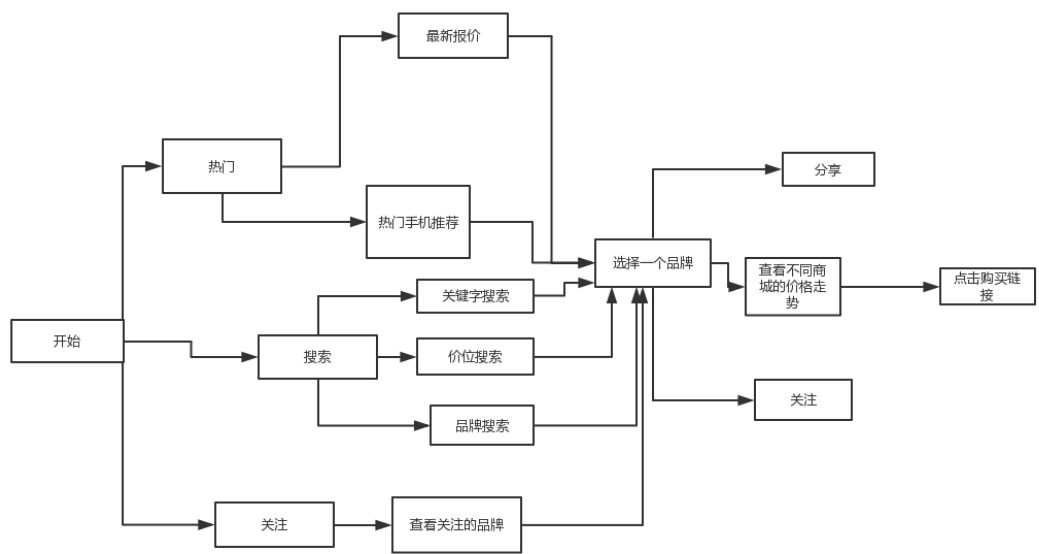 最新报价
热门
分享
热门手机推荐
选择一个品牌
查看不同商
城的价格走
势
点击购买链
接
关键字搜索
开始
搜索
价位搜索
关注
品牌搜索
关注
查看关注的品牌